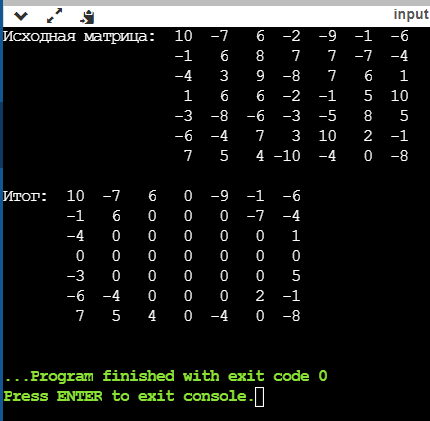 input
Исходная матрица:  10  -7   6  -2  -9  -1  -6
                   -1   6   8   7   7  -7  -4
                   -4   3   9  -8   7   6   1
                    1   6   6  -2  -1   5  10
                   -3  -8  -6  -3  -5   8   5
                   -6  -4   7   3  10   2  -1
                    7   5   4 -10  -4   0  -8
Итог:  10  -7   6   0  -9  -1  -6
       -1   6   0   0   0  -7  -4
       -4   0   0   0   0   0   1
        0   0   0   0   0   0   0
       -3   0   0   0   0   0   5
       -6  -4   0   0   0   2  -1
        7   5   4   0  -4   0  -8
...Program finished with exit code 0
Press ENTER to exit console.